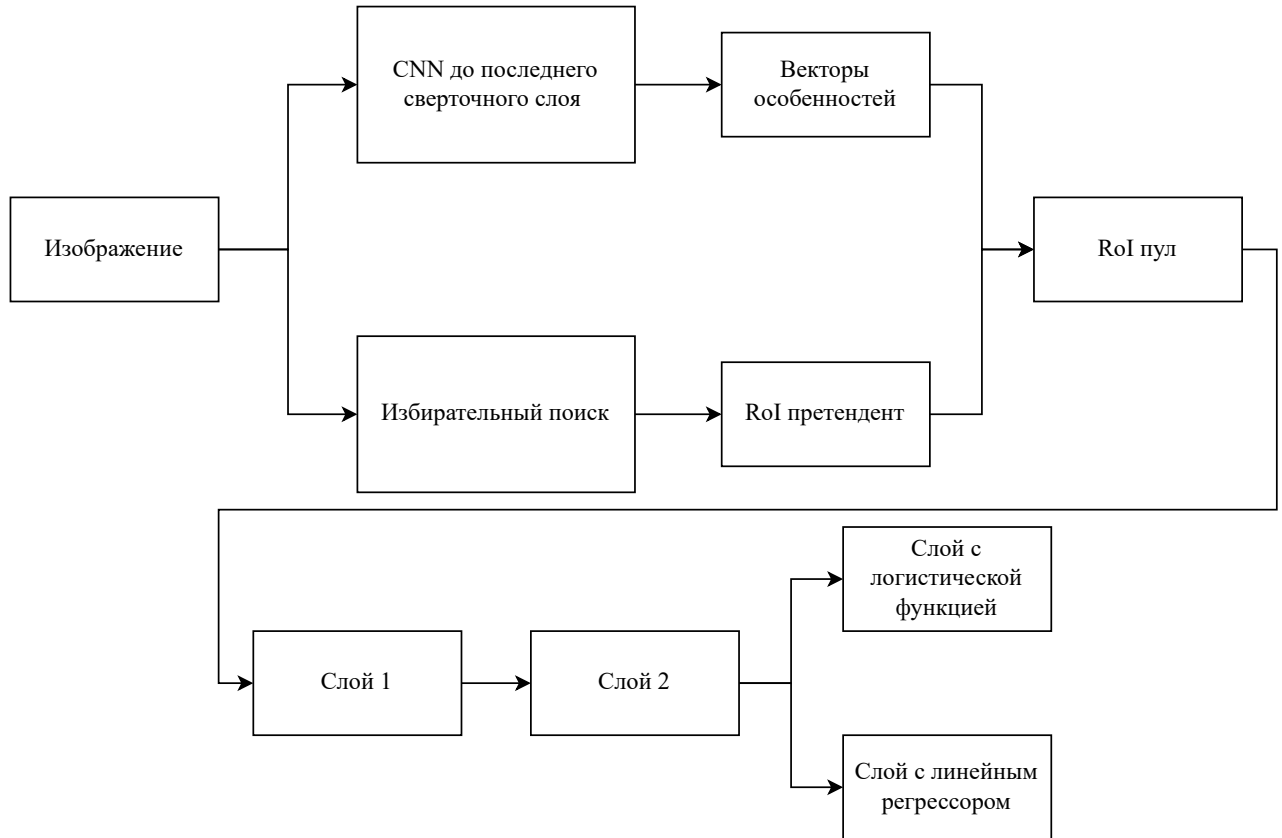 CNN до последнего
сверточного слоя
Векторы
особенностей
Изображение
RoI пул
Избирательный поиск
RoI претендент
Слой с
логистической
функцией
Слой 1
Слой 2
Слой с линейным
регрессором